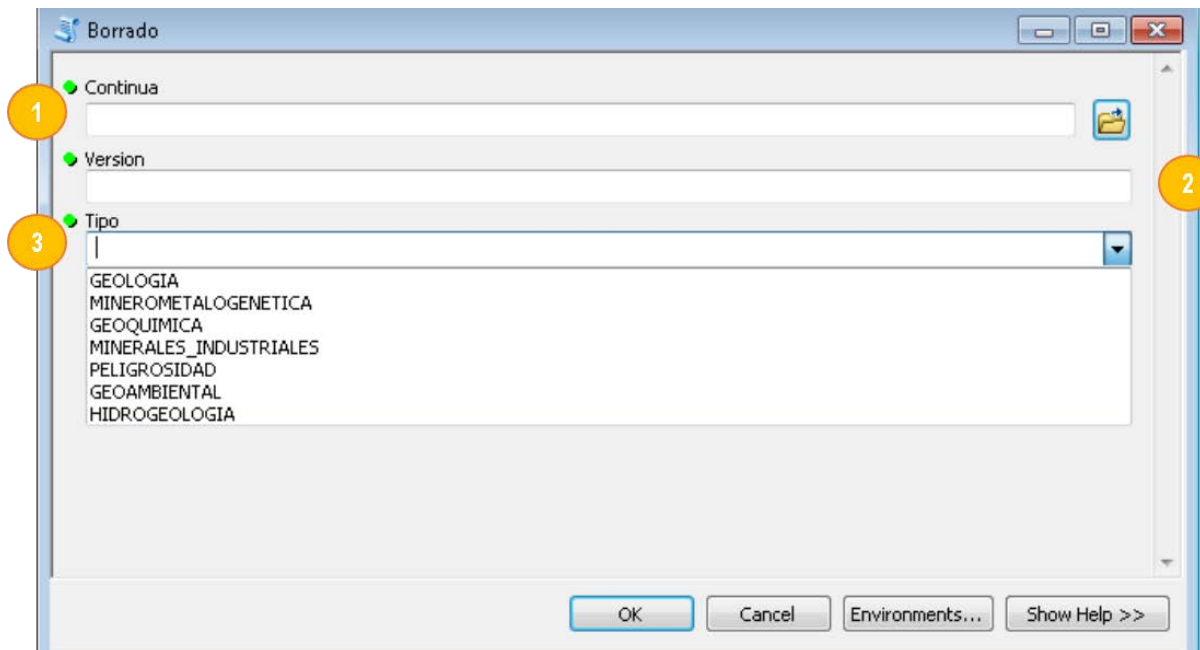 Borrado
Continua
1
Version
2
Tipo
3
GEOLOGIA
MINEROMETALOGENETICA
GEOQUIMICA
MINERALES_INDUSTRIALES
PELIGROSIDAD
GEOAMBIENTAL
HIDROGEOLOGIA
OK Cancel Environments... Show Help >>